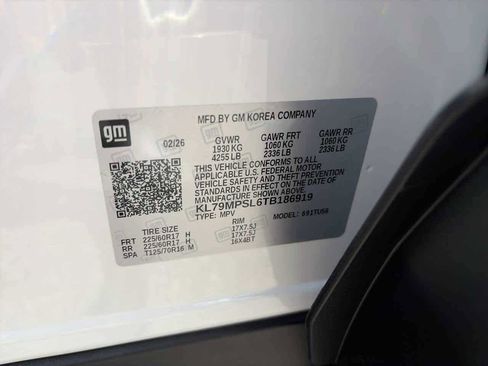 MFD BY GM KOREA COMPANY
gm
02/26 GVWR GAWR FRT GAWR RR
1930 KG 1060 KG 1060 KG
4255 LB 2336 LB 2336 LB
THIS VEHICLE CONFORMS TO ALL
APPLICABLE U.S. FEDERAL MOTOR
VEHICLE SAFETY, BUMPER, AND THEFT
PREVENTION STANDARDS IN EFFECT ON
THE DATE OF MANUFACTURE SHOWN ABOVE.
KL79MPSL6TB186919
TYPE: MPV MODEL: 691TU56
TIRE SIZE RIM
FRT 225/60R17 H 17X7.5J
RR 225/60R17 H 17X7.5J
SPA T125/70R16 M 16X4BT